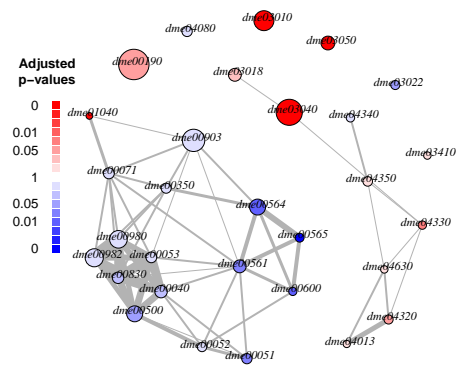 dme03010
dme04080
dme03050
Adjusted
p-values
dme00190
dme03018
dme03022
0
0.01
0.05
1
0.05
0.01
0
dme01040
dme03040
dme04340
dme00903
dme03410
dme00071
dme04350
dme00350
dme00564
dme04330
dme00980
dme00565
dme00982
dme00053
dme00561
dme04630
dme00830
dme00040
dme00600
dme00500
dme04320
dme00052
dme04013
dme00051